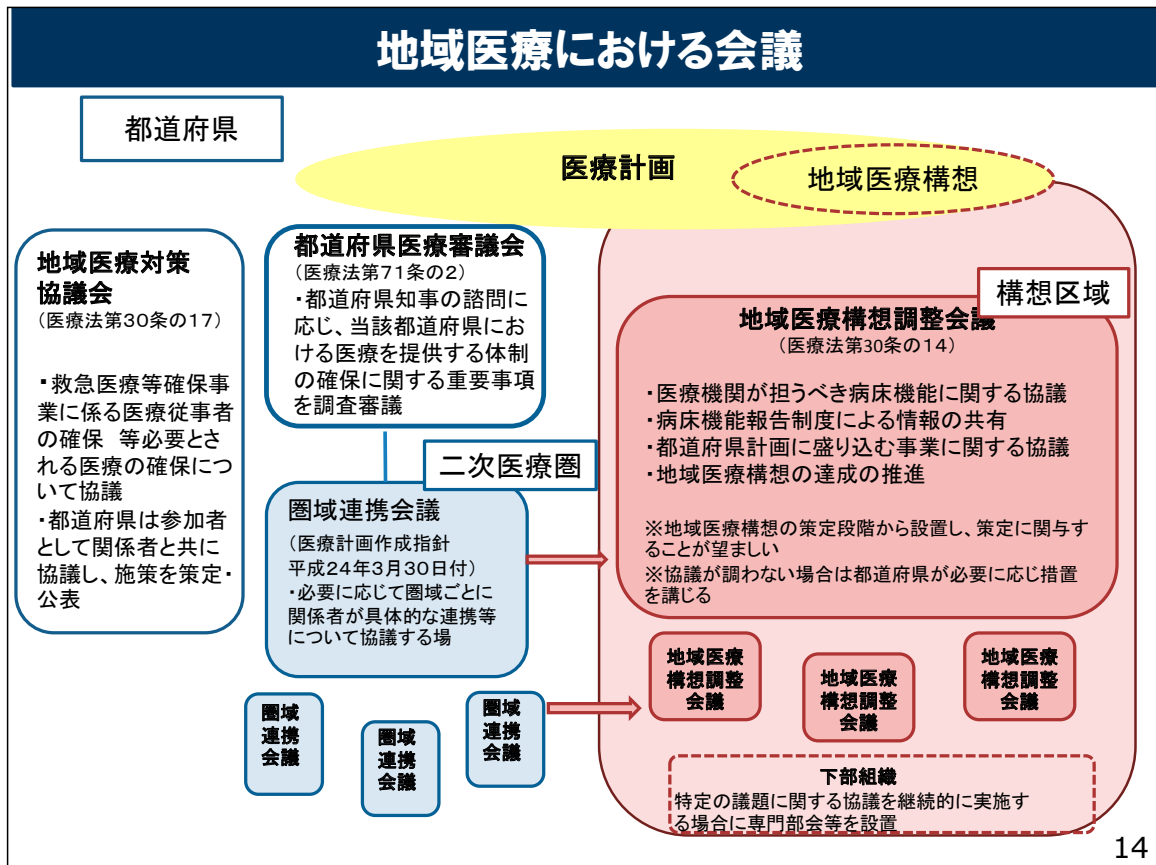 地域医療における会議
都道府県
医療計画
地域医療構想
地域医療対策
協議会
(医療法第30条の17)
・救急医療等確保事
業に係る医療従事者
の確保 等必要とさ
れる医療の確保につ
いて協議
・都道府県は参加者
として関係者と共に
協議し、施策を策定・
公表
都道府県医療審議会
(医療法第71条の2)
・都道府県知事の諮問に
応じ、当該都道府県にお
ける医療を提供する体制
の確保に関する重要事項
を調査審議
二次医療圏
圏域連携会議
(医療計画作成指針
平成24年3月30日付)
・必要に応じて圏域ごとに
関係者が具体的な連携等
について協議する場
圏域
連携
会議
圏域
連携
会議
圏域
連携
会議
構想区域
地域医療構想調整会議
(医療法第30条の14)
・医療機関が担うべき病床機能に関する協議
・病床機能報告制度による情報の共有
・都道府県計画に盛り込む事業に関する協議
・地域医療構想の達成の推進
※地域医療構想の策定段階から設置し、策定に関与す
ることが望ましい
※協議が調わない場合は都道府県が必要に応じ措置
を講じる
地域医療
構想調整
会議
地域医療
構想調整
会議
地域医療
構想調整
会議
下部組織
特定の議題に関する協議を継続的に実施す
る場合に専門部会等を設置
14